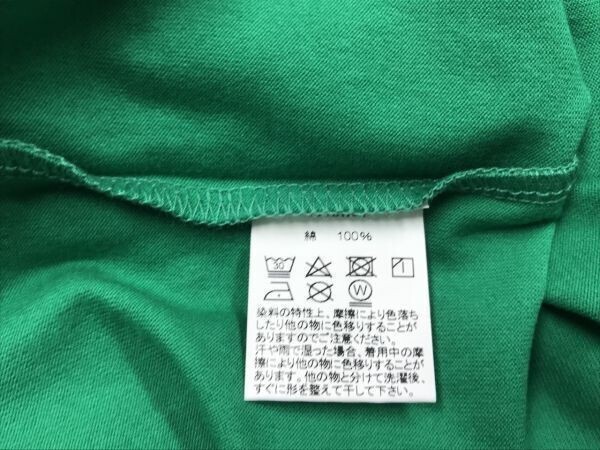 綿 100%
30
W
染料の特性上、摩擦により色落ち
したり他の物に色移りすることが
ありますのでご注意ください。
汗や雨で湿った場合、着用中の摩
擦により他の物に色移りすることが
あります。他の物と分けて洗濯後、
すぐに形を整えて干して下さい。